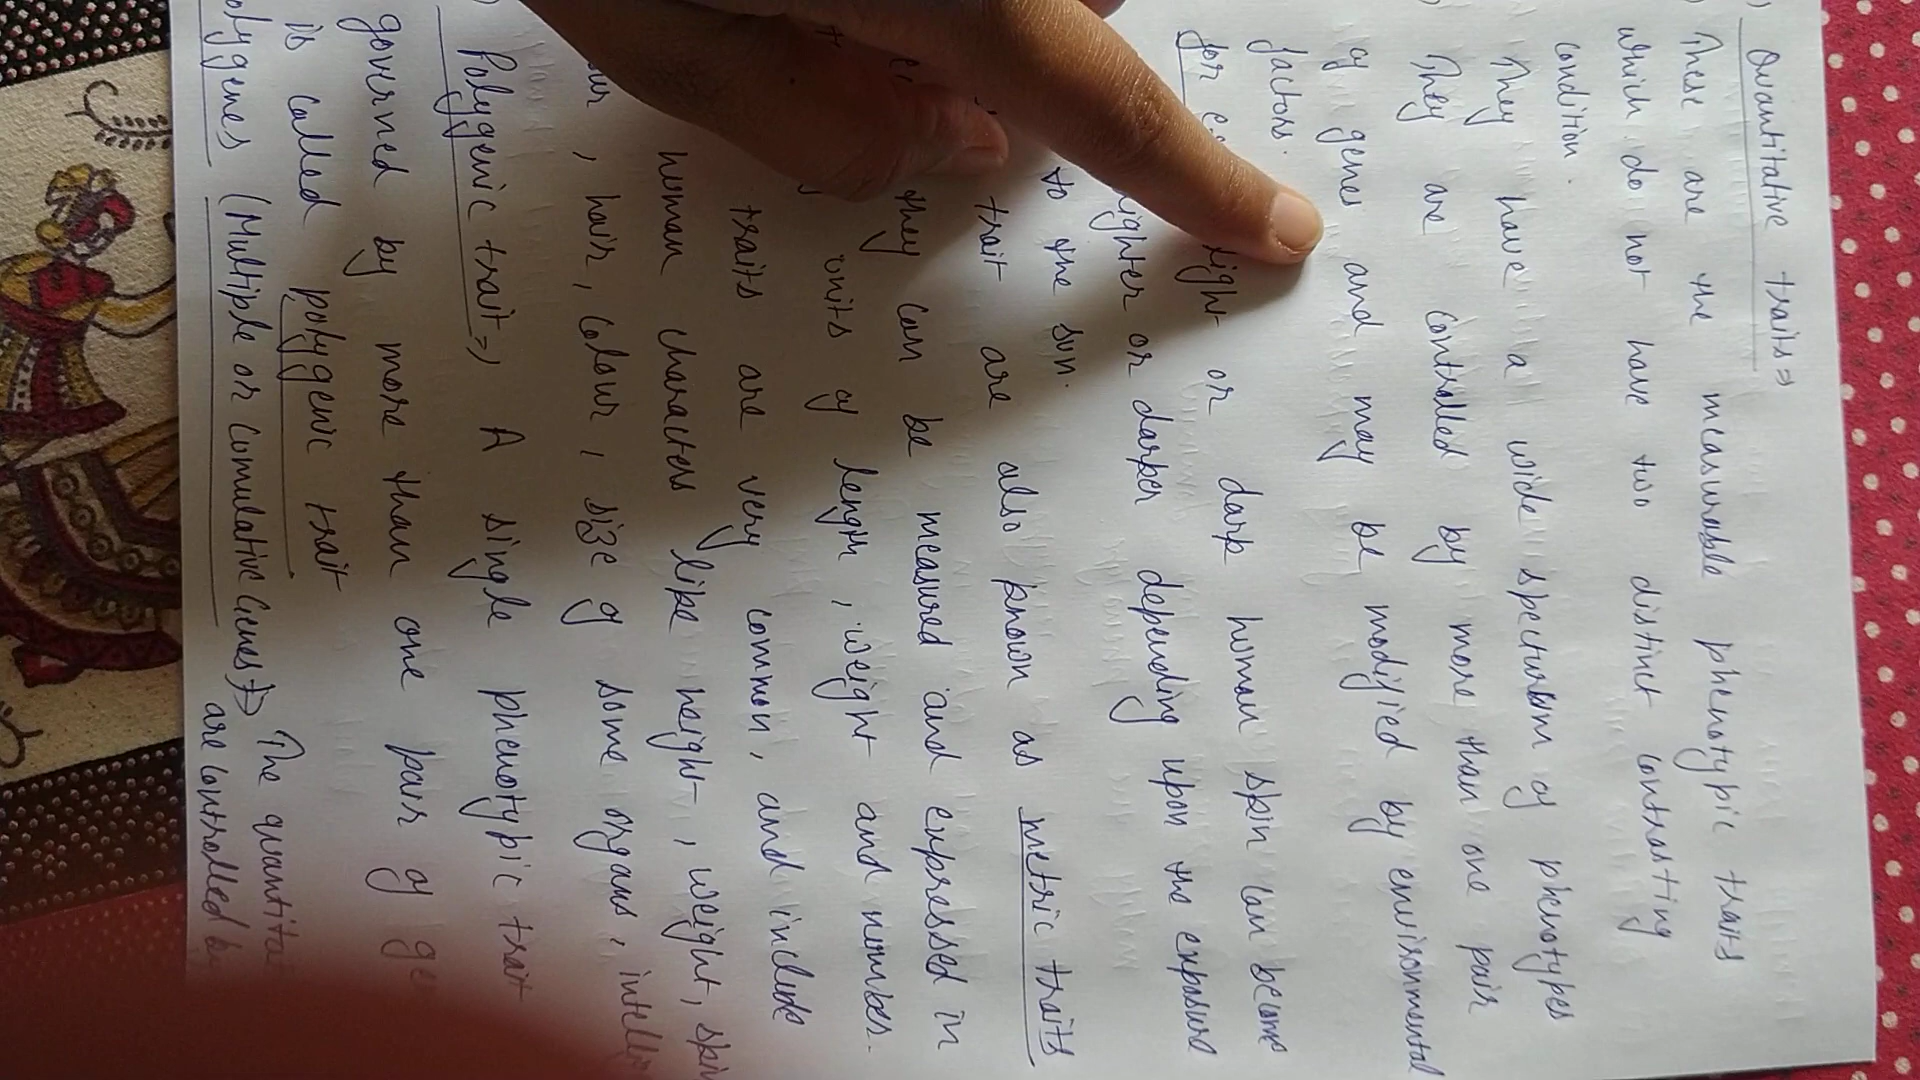 Quantitative traits ⇒
These are the measurable phenotypic traits
which do not have two distinct contrasting
condition.
They have a wide spectrum of phenotypes
They are controlled by more than one pair
of genes and may be modified by environmental
factors.
for light or dark human skin can become
lighter or darker depending upon the exposure
to the sun.
trait are also known as metric traits
they can be measured and expressed in
units of length, weight and number.
traits are very common, and include
human characters like height, weight, skin
, hair, colour, size of some organs,
Polygenic trait ⇒ A single phenotypic trait
governed by more than one pair of
is called polygenic trait
Polygenes (Multiple or Cumulative Genes) ⇒ The
are controlled